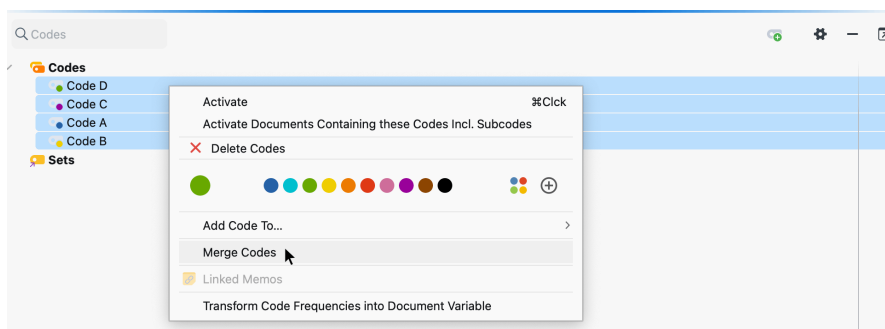 Codes
Codes
Code D
Code C
Code A
Code B
Sets
Activate ⌘Clck
Activate Documents Containing these Codes Incl. Subcodes
Delete Codes
Add Code To...
Merge Codes
Linked Memos
Transform Code Frequencies into Document Variable